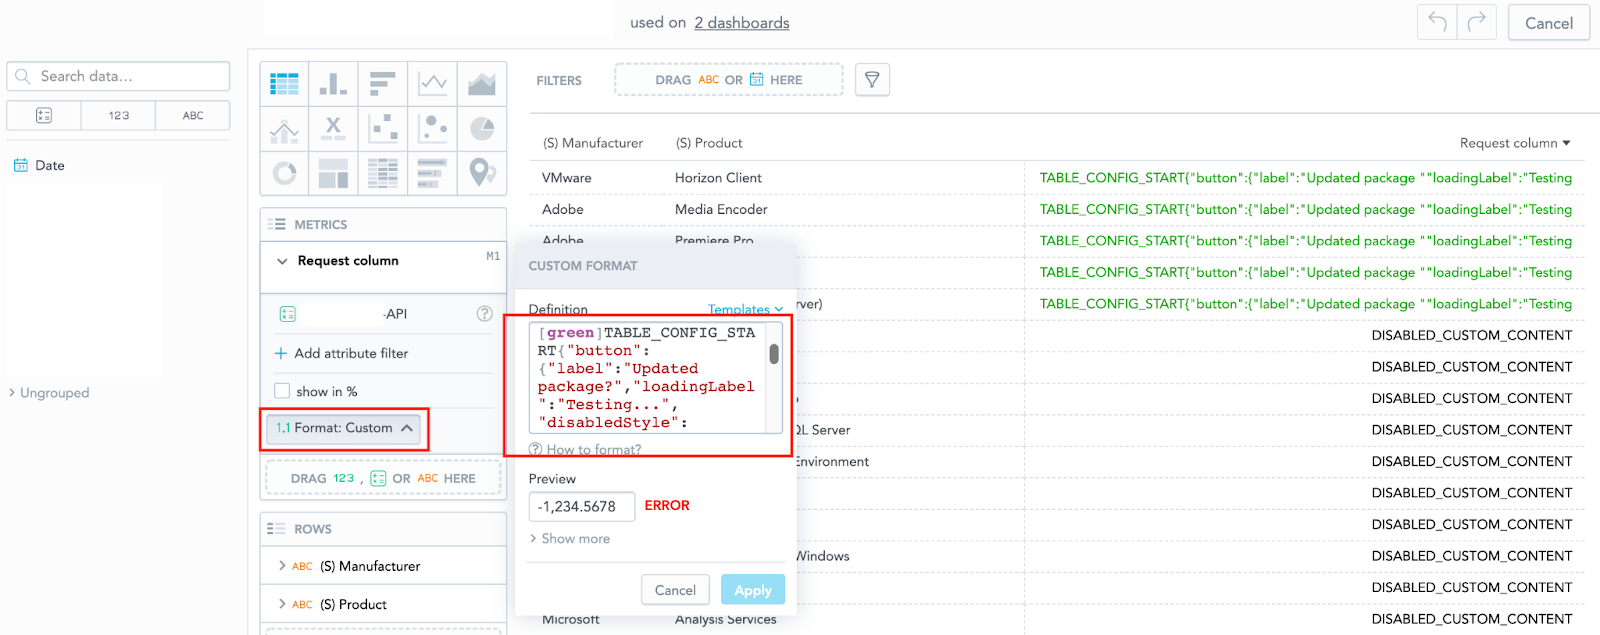 used on 2 dashboards
Cancel
Search data...
123
ABC
Date
Ungrouped
METRICS
Request column
M1
-API
Add attribute filter
show in %
1.1 Format: Custom
DRAG 123 , OR ABC HERE
ROWS
ABC (S) Manufacturer
ABC (S) Product
FILTERS
DRAG ABC OR HERE
(S) Manufacturer (S) Product Request column
VMware Horizon Client TABLE_CONFIG_START{"button":{"label":"Updated package ""loadingLabel":"Testing
Adobe Media Encoder TABLE_CONFIG_START{"button":{"label":"Updated package ""loadingLabel":"Testing
Adobe Premiere Pro TABLE_CONFIG_START{"button":{"label":"Updated package ""loadingLabel":"Testing
TABLE_CONFIG_START{"button":{"label":"Updated package ""loadingLabel":"Testing
rver) TABLE_CONFIG_START{"button":{"label":"Updated package ""loadingLabel":"Testing
DISABLED_CUSTOM_CONTENT
DISABLED_CUSTOM_CONTENT
DISABLED_CUSTOM_CONTENT
QL Server DISABLED_CUSTOM_CONTENT
Environment DISABLED_CUSTOM_CONTENT
DISABLED_CUSTOM_CONTENT
DISABLED_CUSTOM_CONTENT
Windows DISABLED_CUSTOM_CONTENT
DISABLED_CUSTOM_CONTENT
Microsoft Analysis Services DISABLED_CUSTOM_CONTENT
CUSTOM FORMAT
Definition
Templates
[green]TABLE_CONFIG_STA
RT{"button":
{"label":"Updated
package?","loadingLabel
":"Testing...",
"disabledStyle":
How to format?
Preview
-1,234.5678 ERROR
Show more
Cancel
Apply